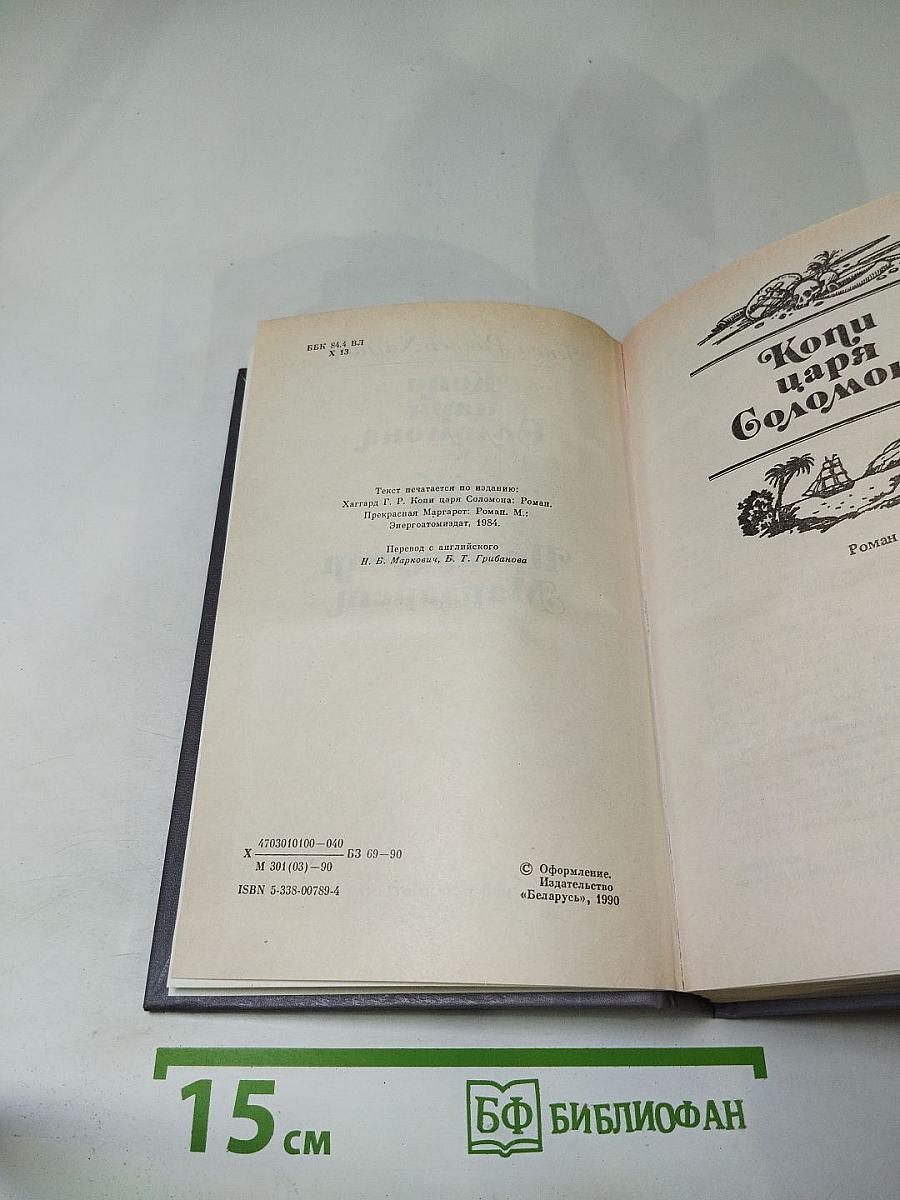 ББК 84.4 ВЛ
Х 13
Текст печатается по изданию:
Хаггард Г. Р. Копи царя Соломона: Роман.
Прекрасная Маргарет: Роман. М.:
Энергоатомиздат, 1984.
Перевод с английского
Н. Б. Маркович, Б. Т. Грибанова
4703010100—040
Х БЗ 69—90
М 301(03)—90
ISBN 5-338-00789-4
© Оформление.
Издательство
«Беларусь», 1990
Копи
царя
Соломон
Роман
15 см
БФ БИБЛИОФАН